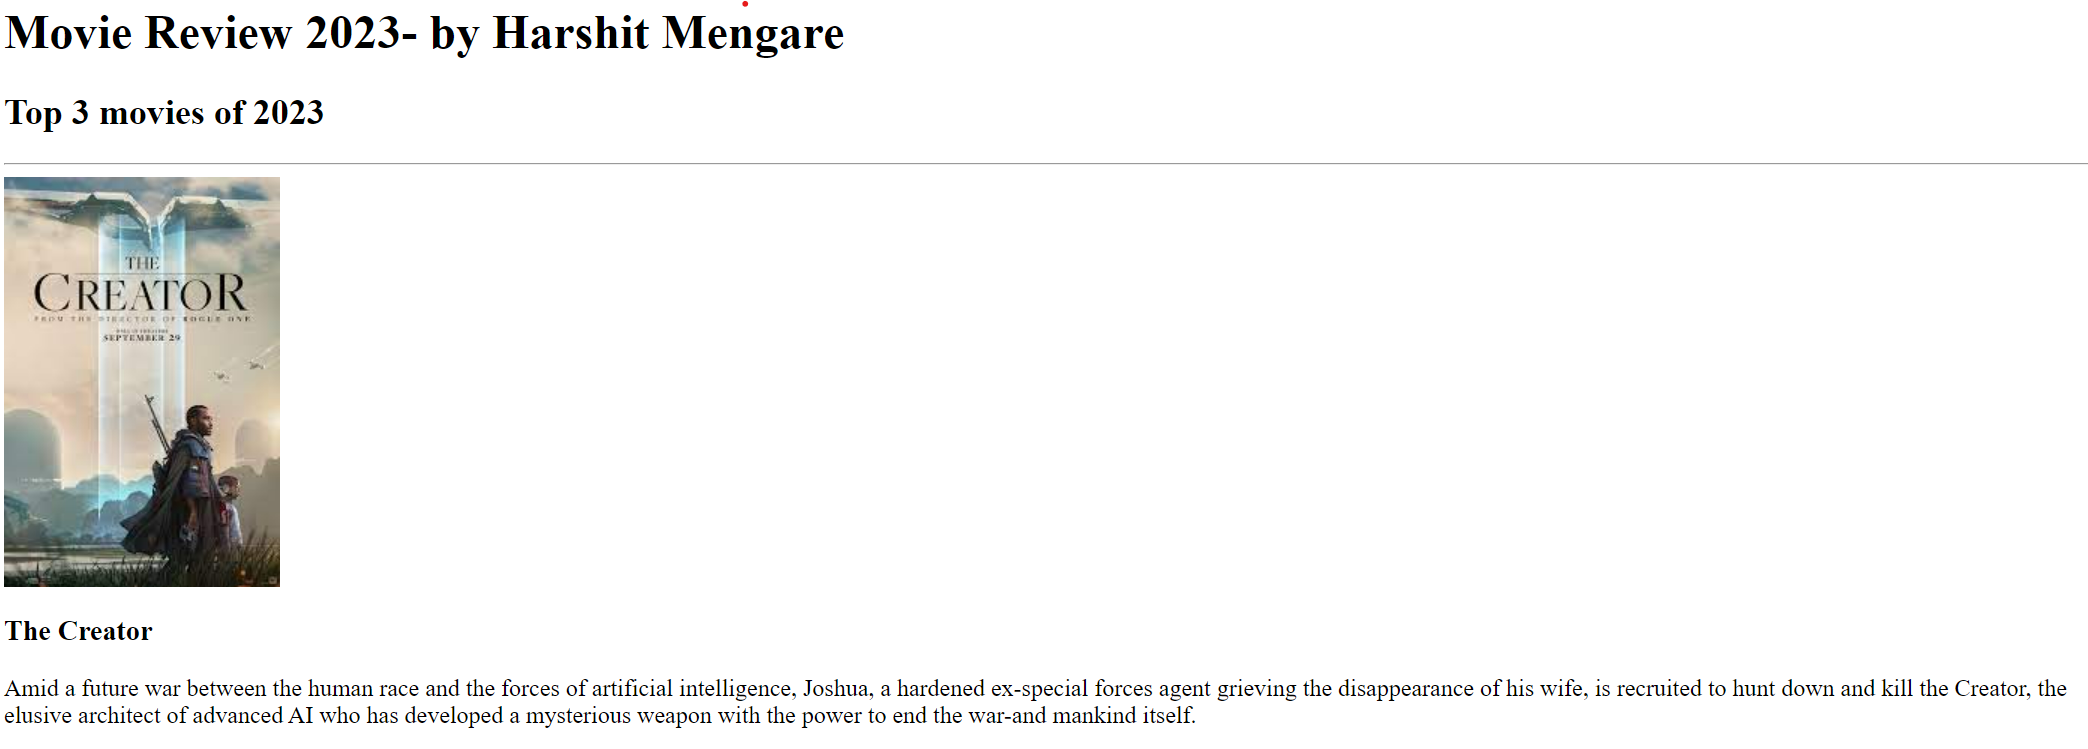 Movie Review 2023- by Harshit Mengare
Top 3 movies of 2023
THE
CREATOR
FROM THE DIRECTOR OF ROGUE ONE
SEPTEMBER 29
The Creator
Amid a future war between the human race and the forces of artificial intelligence, Joshua, a hardened ex-special forces agent grieving the disappearance of his wife, is recruited to hunt down and kill the Creator, the
elusive architect of advanced AI who has developed a mysterious weapon with the power to end the war-and mankind itself.